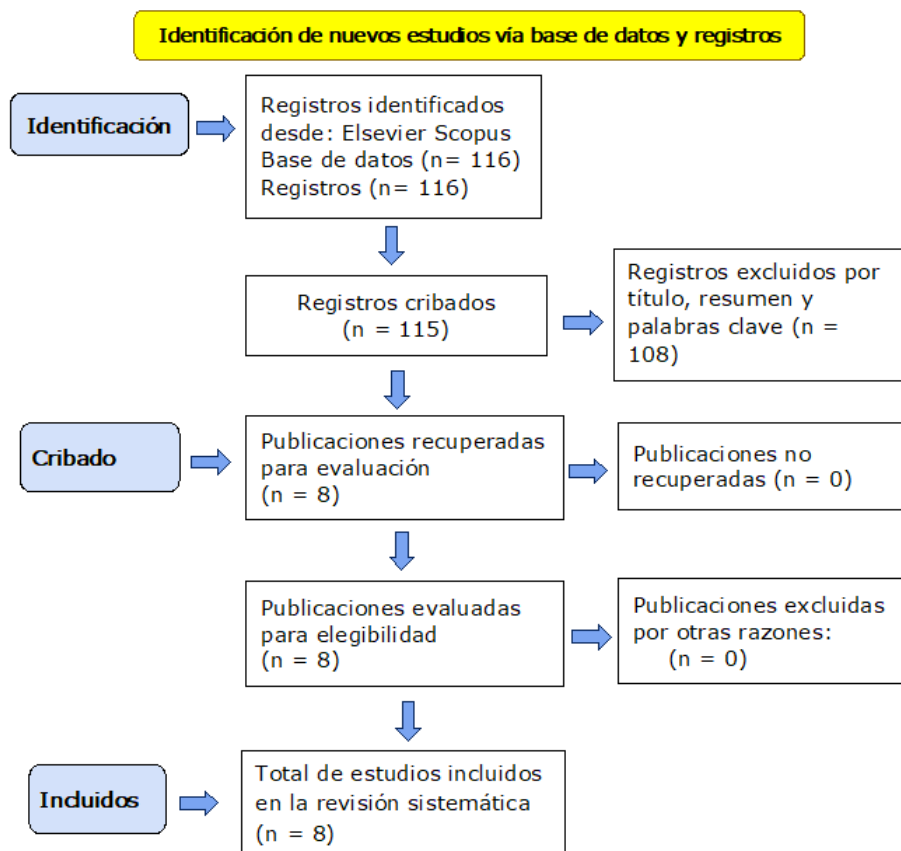 Identificación de nuevos estudios vía base de datos y registros
Identificación
Registros identificados
desde: Elsevier Scopus
Base de datos (n= 116)
Registros (n= 116)
Registros cribados
(n = 115)
Registros excluidos por
título, resumen y
palabras clave (n =
108)
Cribado
Publicaciones recuperadas
para evaluación
(n = 8)
Publicaciones no
recuperadas (n = 0)
Publicaciones evaluadas
para elegibilidad
(n = 8)
Publicaciones excluidas
por otras razones:
(n = 0)
Incluidos
Total de estudios incluidos
en la revisión sistemática
(n = 8)